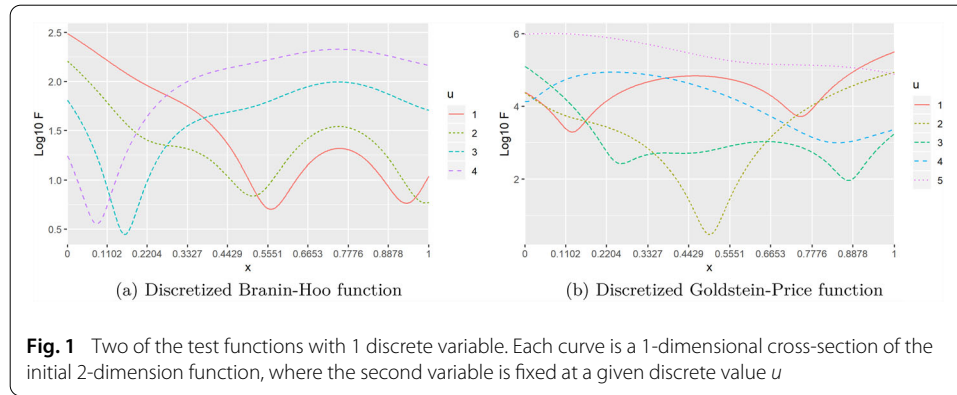 2.5
2.0
1.5
1.0
0.5
Log10 F
0 0.1102 0.2204 0.3327 0.4429 0.5551 0.6653 0.7776 0.8878 1
x
u
1
2
3
4
(a) Discretized Branin-Hoo function
6
4
2
Log10 F
0 0.1102 0.2204 0.3327 0.4429 0.5551 0.6653 0.7776 0.8878 1
x
u
1
2
3
4
5
(b) Discretized Goldstein-Price function
Fig. 1 Two of the test functions with 1 discrete variable. Each curve is a 1-dimensional cross-section of the
initial 2-dimension function, where the second variable is fixed at a given discrete value u